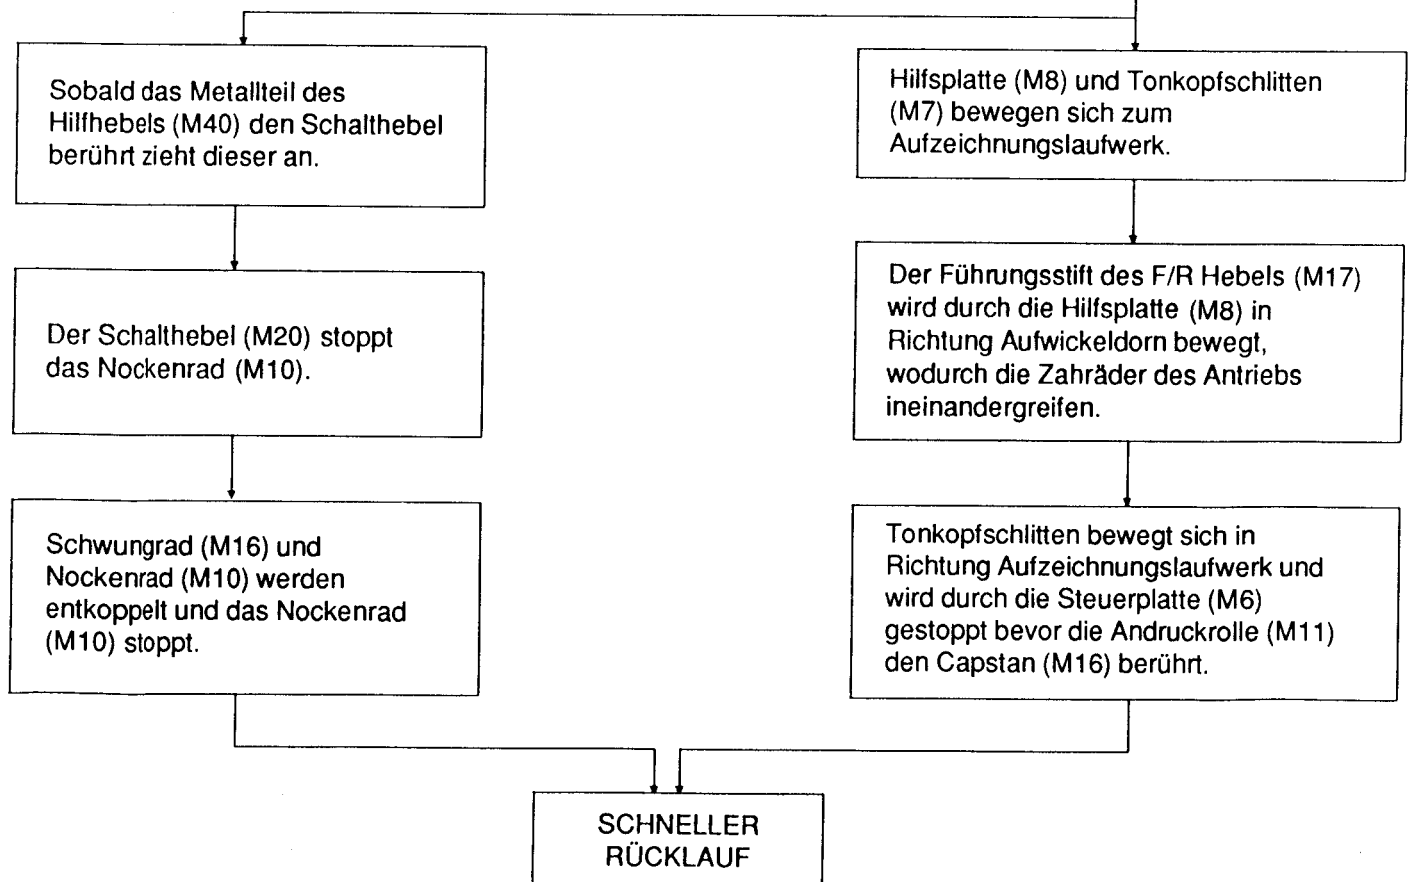 Sobald das Metallteil des
Hilfhebels (M40) den Schalthebel
berührt zieht dieser an.
Der Schalthebel (M20) stoppt
das Nockenrad (M10).
Schwungrad (M16) und
Nockenrad (M10) werden
entkoppelt und das Nockenrad
(M10) stoppt.
Hilfsplatte (M8) und Tonkopfschlitten
(M7) bewegen sich zum
Aufzeichnungslaufwerk.
Der Führungsstift des F/R Hebels (M17)
wird durch die Hilfsplatte (M8) in
Richtung Aufwickeldorn bewegt,
wodurch die Zahräder des Antriebs
ineinandergreifen.
Tonkopfschlitten bewegt sich in
Richtung Aufzeichnungslaufwerk und
wird durch die Steuerplatte (M6)
gestoppt bevor die Andruckrolle (M11)
den Capstan (M16) berührt.
SCHNELLER
RÜCKLAUF